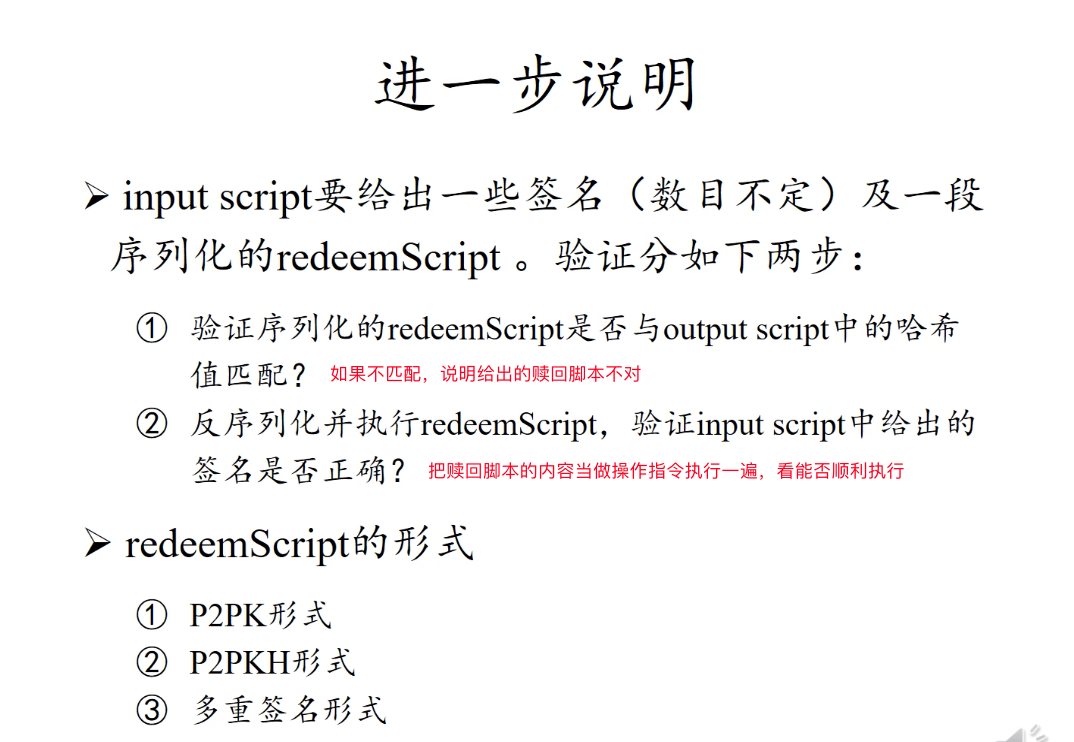 进一步说明
➢ input script要给出一些签名（数目不定）及一段
序列化的redeemScript 。验证分如下两步：
① 验证序列化的redeemScript是否与output script中的哈希
值匹配？ 如果不匹配，说明给出的赎回脚本不对
② 反序列化并执行redeemScript，验证input script中给出的
签名是否正确？ 把赎回脚本的内容当做操作指令执行一遍，看能否顺利执行
➢ redeemScript的形式
① P2PK形式
② P2PKH形式
③ 多重签名形式